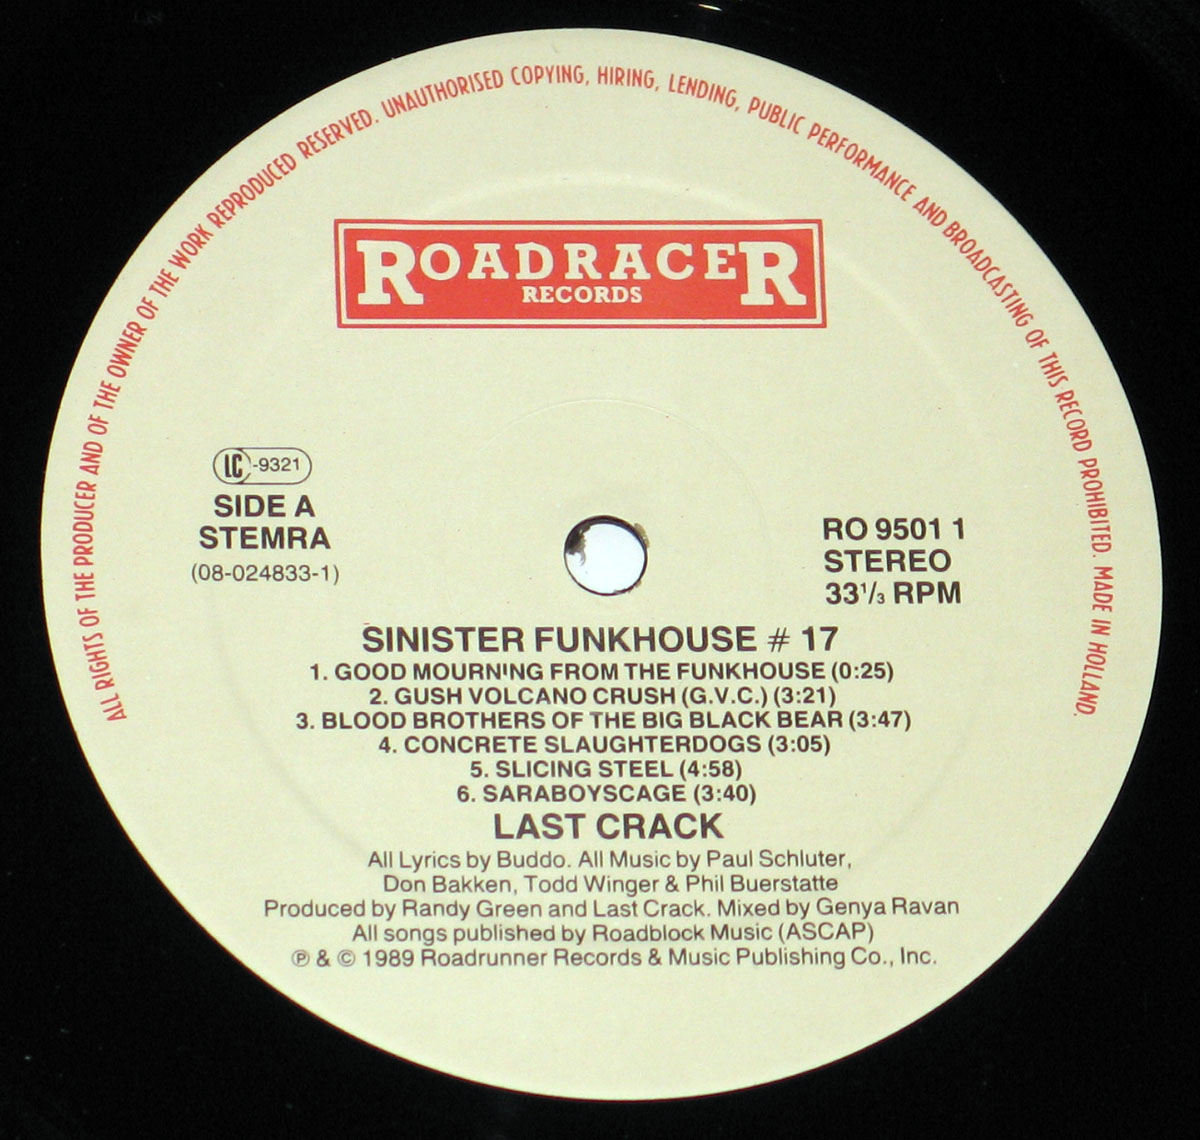 ALL RIGHTS OF THE PRODUCER AND OF THE OWNER OF THE WORK REPRODUCED RESERVED. UNAUTHORISED COPYING, HIRING, LENDING, PUBLIC PERFORMANCE AND BROADCASTING OF THIS RECORD PROHIBITED. MADE IN HOLLAND.
ROADRACER
RECORDS
LC-9321
SIDE A
STEMRA
(08-024833-1)
RO 9501 1
STEREO
33 1/3 RPM
SINISTER FUNKHOUSE # 17
1. GOOD MOURNING FROM THE FUNKHOUSE (0:25)
2. GUSH VOLCANO CRUSH (G.V.C.) (3:21)
3. BLOOD BROTHERS OF THE BIG BLACK BEAR (3:47)
4. CONCRETE SLAUGHTERDOGS (3:05)
5. SLICING STEEL (4:58)
6. SARABOYSCAGE (3:40)
LAST CRACK
All Lyrics by Buddo. All Music by Paul Schluter,
Don Bakken, Todd Winger & Phil Buerstatte
Produced by Randy Green and Last Crack. Mixed by Genya Ravan
All songs published by Roadblock Music (ASCAP)
℗ & © 1989 Roadrunner Records & Music Publishing Co., Inc.